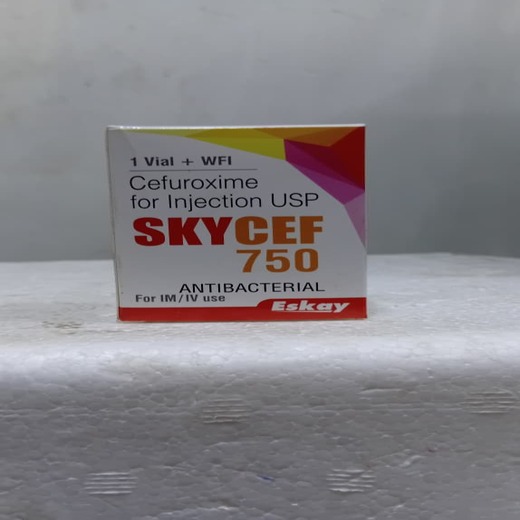 1 Vial + WFI
Cefuroxime
for Injection USP
SKYCEF
750
ANTIBACTERIAL
For IM/IV use
Eskay